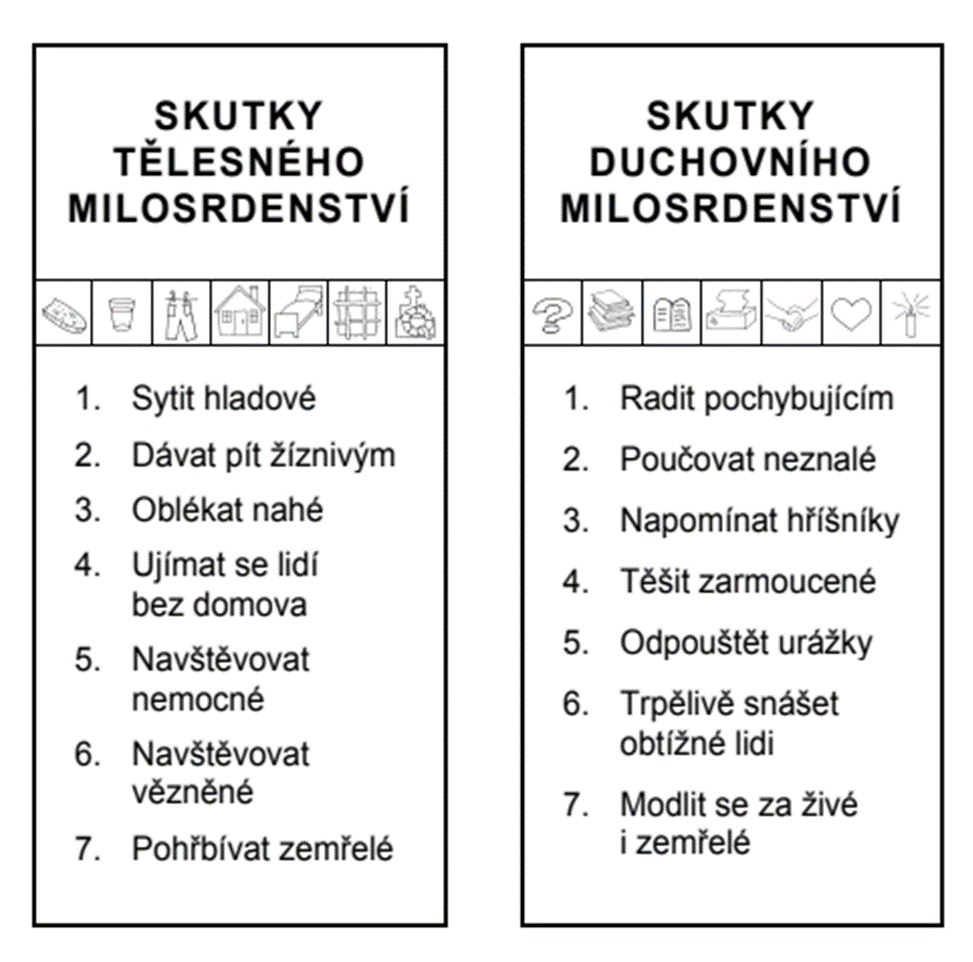 SKUTKY
TĚLESNÉHO
MILOSRDENSTVÍ
1. Sytit hladové
2. Dávat pít žíznivým
3. Oblékat nahé
4. Ujímat se lidí
bez domova
5. Navštěvovat
nemocné
6. Navštěvovat
vězněné
7. Pohřbívat zemřelé
SKUTKY
DUCHOVNÍHO
MILOSRDENSTVÍ
1. Radit pochybujícím
2. Poučovat neznalé
3. Napomínat hříšníky
4. Těšit zarmoucené
5. Odpouštět urážky
6. Trpělivě snášet
obtížné lidi
7. Modlit se za živé
i zemřelé